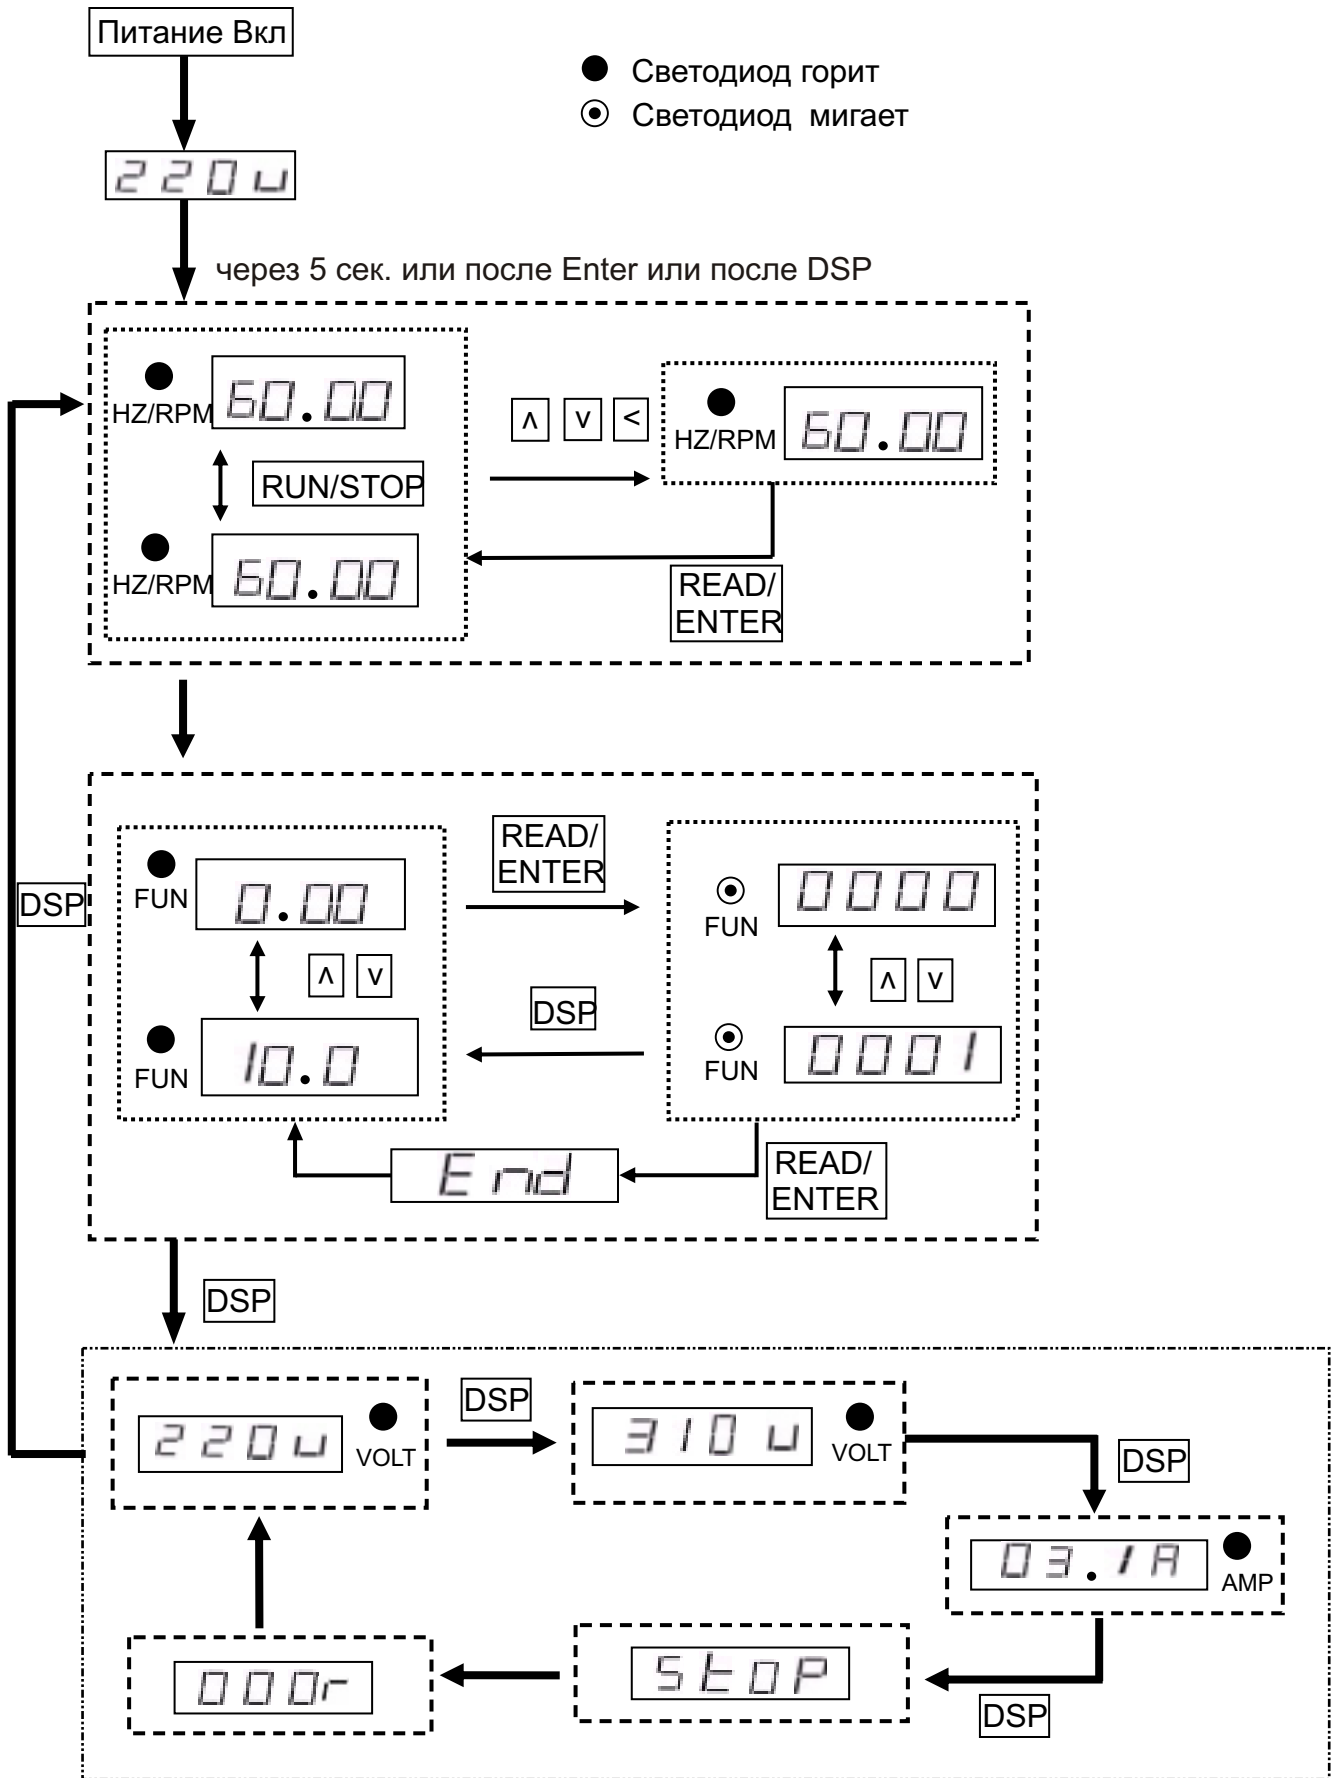 Питание Вкл
Светодиод горит
Светодиод мигает
220u
через 5 сек. или после Enter или после DSP
HZ/RPM 60.00
RUN/STOP
HZ/RPM 60.00
ʌ v <
HZ/RPM 60.00
READ/
ENTER
DSP
FUN 0.00
ʌ v
FUN 10.0
READ/
ENTER
DSP
FUN 0000
ʌ v
FUN 0001
READ/
ENTER
End
DSP
220u VOLT
DSP
310u VOLT
DSP
03.1A AMP
DSP
StoP
000r